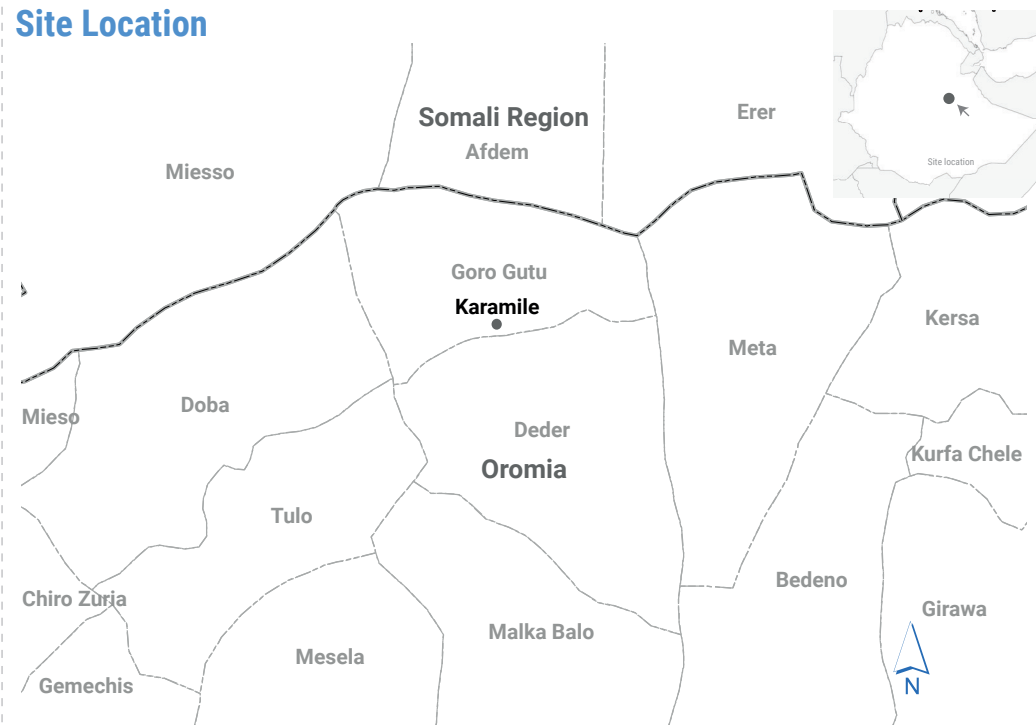 Site Location
Somali Region
Erer
Afdem
Miesso
Site location
Goro Gutu
Karamile
Kersa
Meta
Doba
Mieso
Deder
Kurfa Chele
Oromia
Tulo
Bedeno
Chiro Zuria
Girawa
Malka Balo
Mesela
Gemechis
N